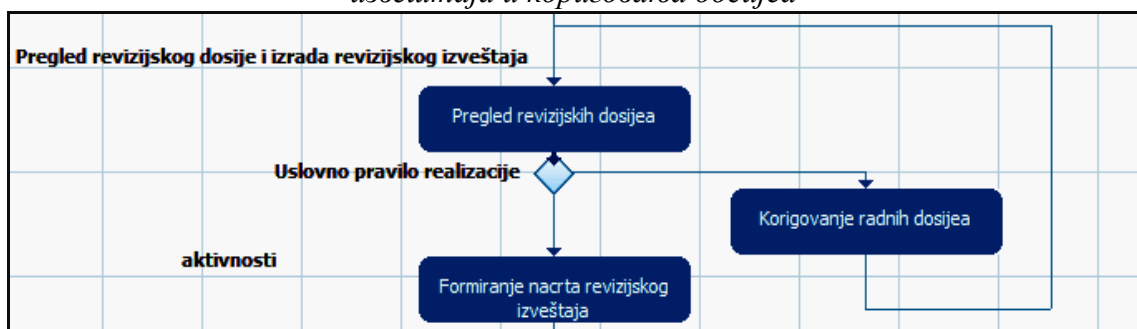 Pregled revizijskog dosije i izrada revizijskog izveštaja
Pregled revizijskih dosijea
Uslovno pravilo realizacije
Korigovanje radnih dosijea
aktivnosti
Formiranje nacrta revizijskog
izveštaja